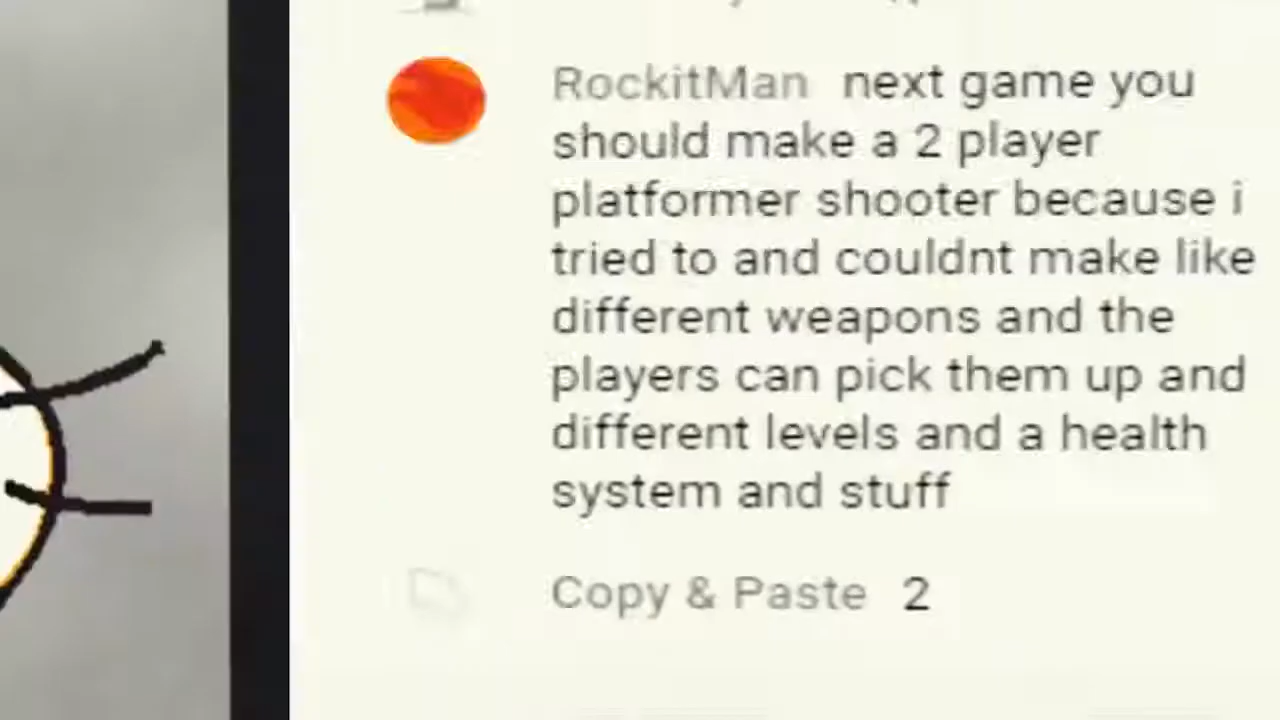 RockitMan next game you
should make a 2 player
platformer shooter because i
tried to and couldnt make like
different weapons and the
players can pick them up and
different levels and a health
system and stuff
Copy & Paste 2